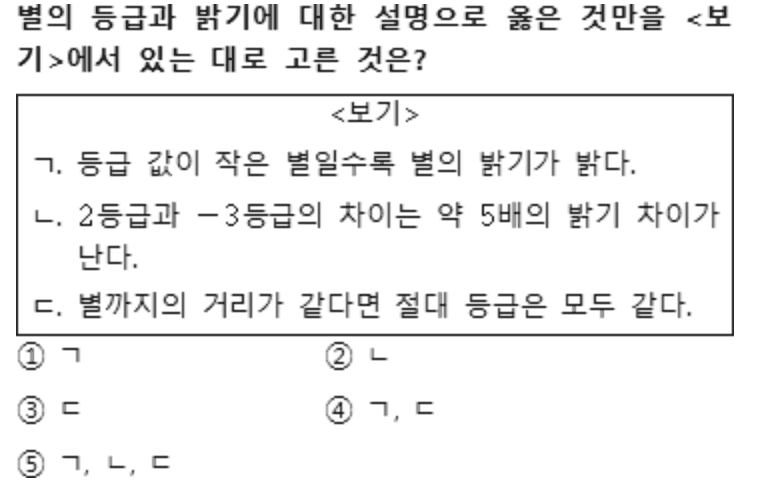 별의 등급과 밝기에 대한 설명으로 옳은 것만을 <보
기>에서 있는 대로 고른 것은?
<보기>
ㄱ. 등급 값이 작은 별일수록 별의 밝기가 밝다.
ㄴ. 2등급과 －3등급의 차이는 약 5배의 밝기 차이가
난다.
ㄷ. 별까지의 거리가 같다면 절대 등급은 모두 같다.
① ㄱ ② ㄴ
③ ㄷ ④ ㄱ, ㄷ
⑤ ㄱ, ㄴ, ㄷ